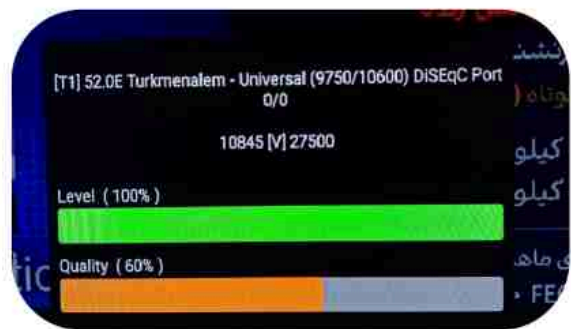 [T1] 52.0E Turkmenalem - Universal (9750/10600) DiSEqC Port
0/0
10845 [V] 27500
Level (100%)
Quality (60%)
کیلو
کیلو